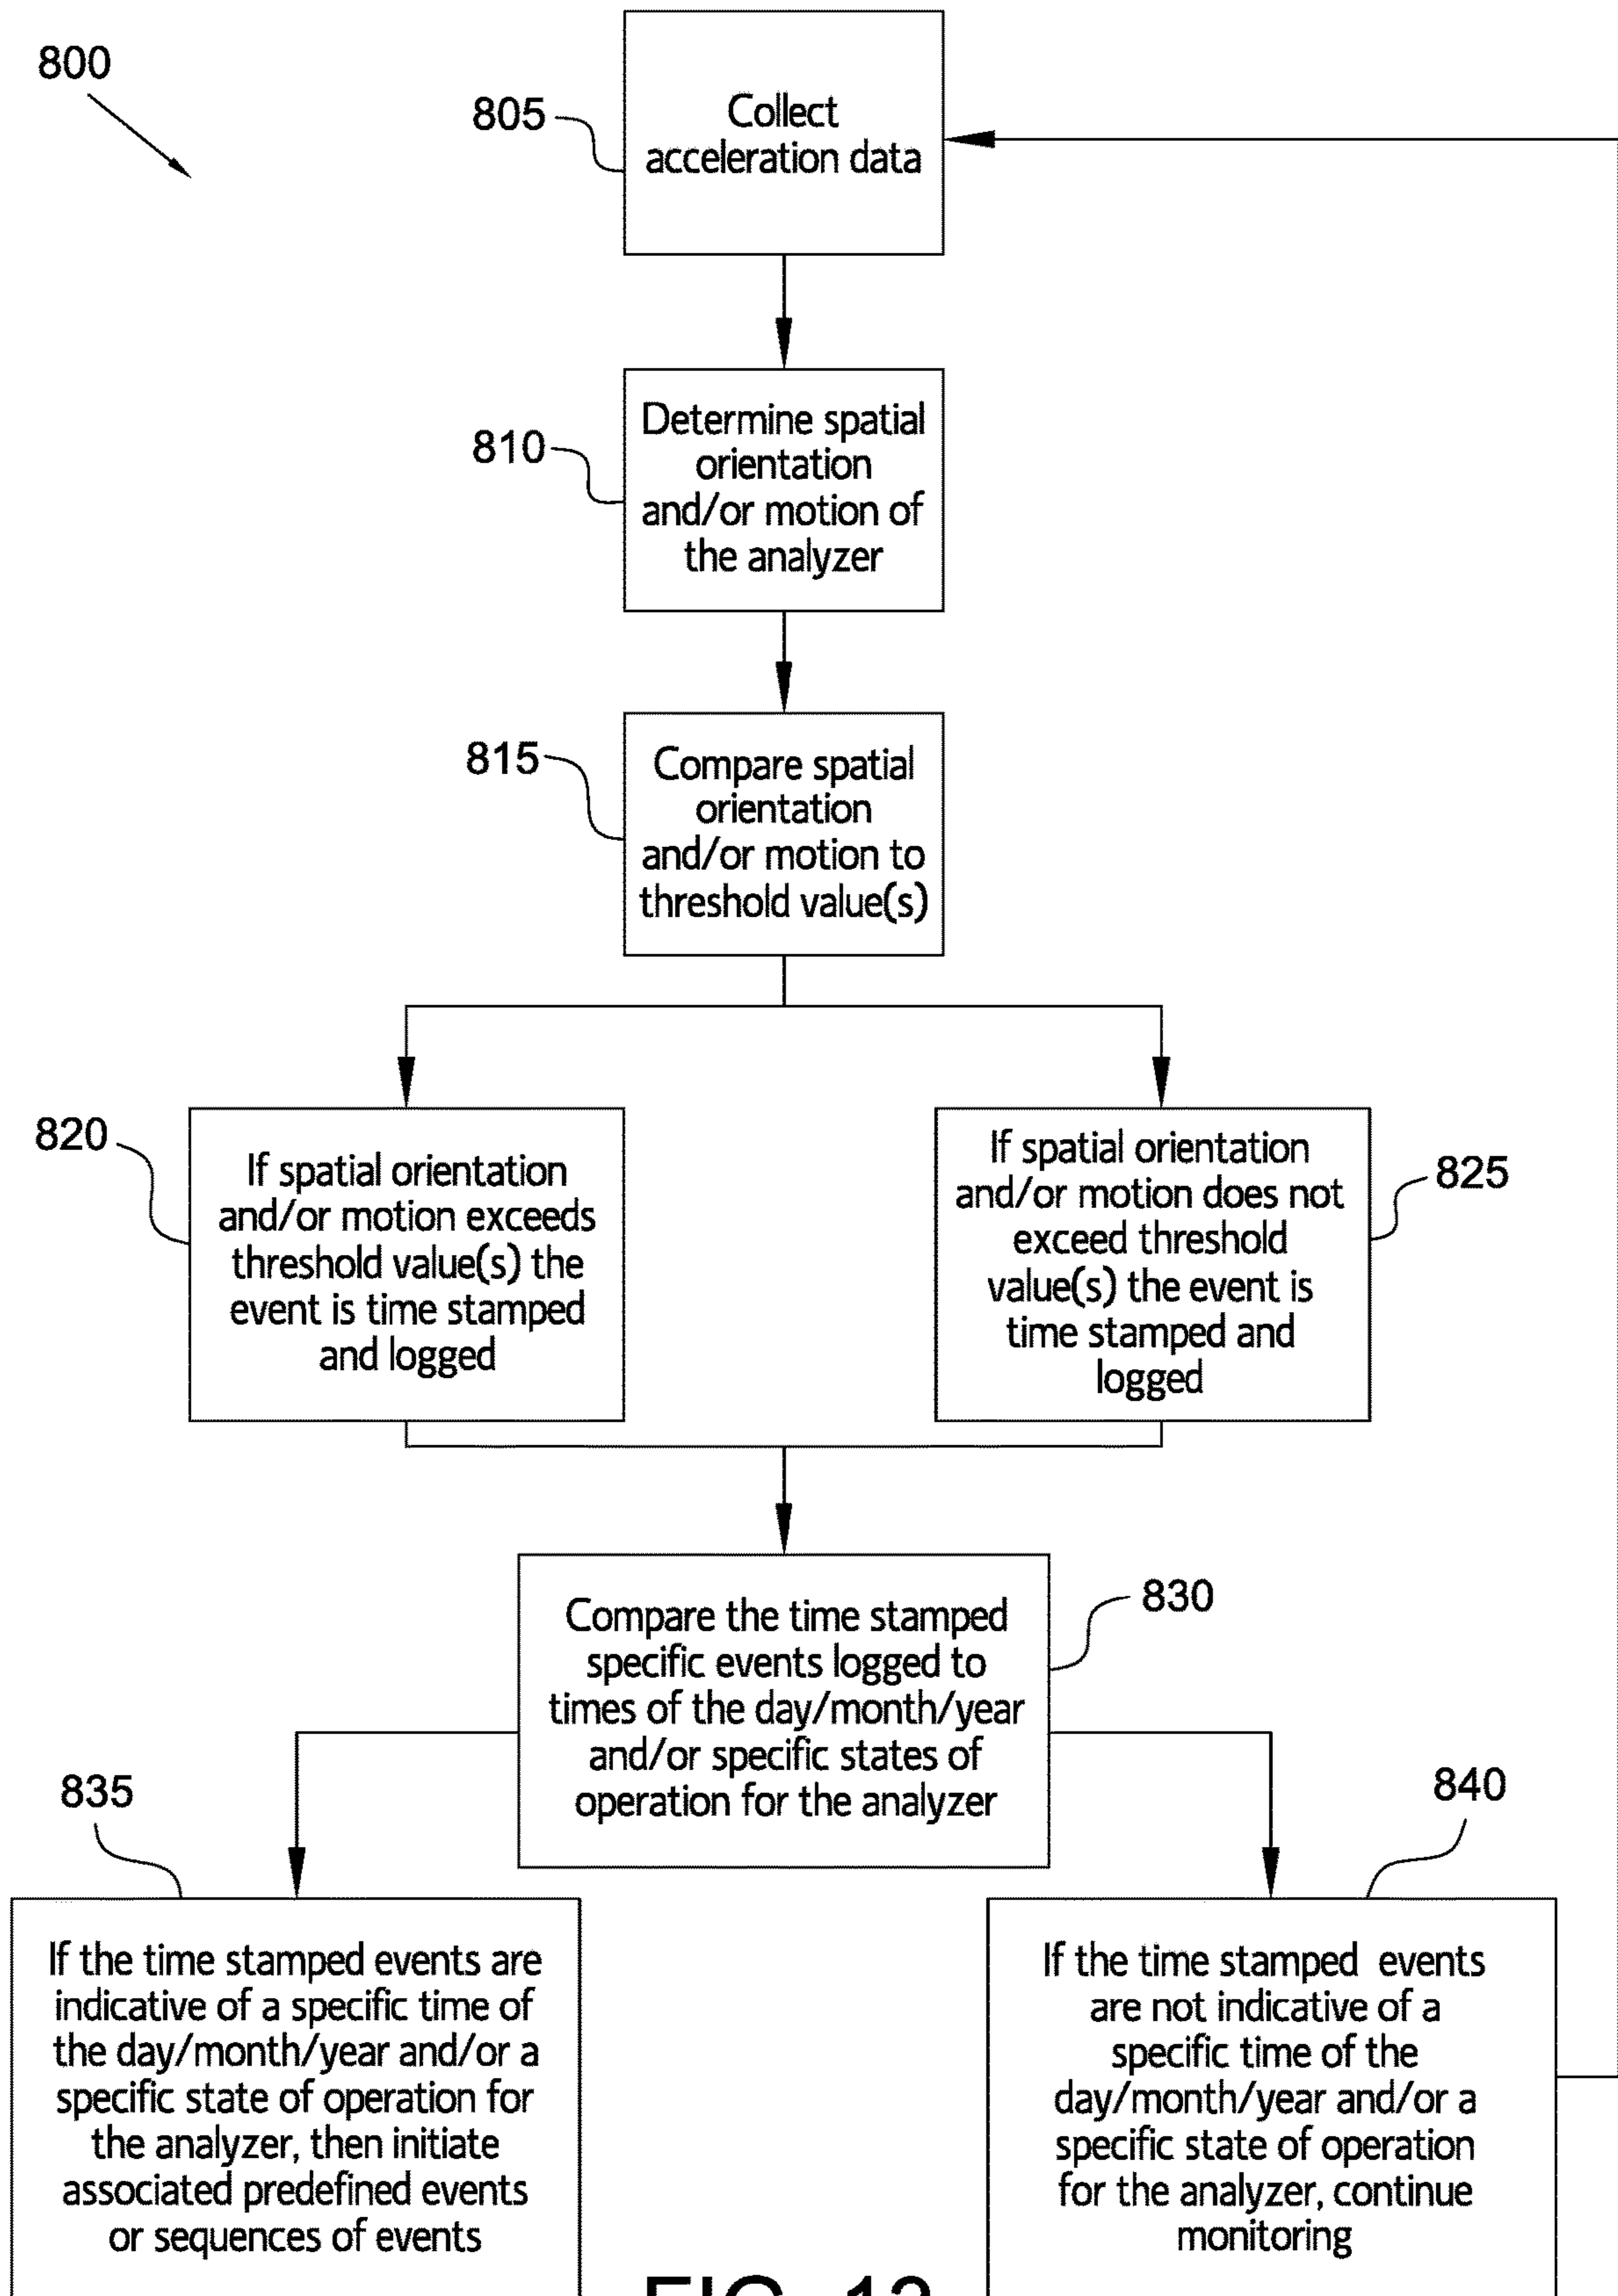 800
805
Collect
acceleration data
810
Determine spatial
orientation
and/or motion of
the analyzer
815
Compare spatial
orientation
and/or motion to
threshold value(s)
820
If spatial orientation
and/or motion exceeds
threshold value(s) the
event is time stamped
and logged
825
If spatial orientation
and/or motion does not
exceed threshold
value(s) the event is
time stamped and
logged
830
Compare the time stamped
specific events logged to
times of the day/month/year
and/or specific states of
operation for the analyzer
835
If the time stamped events are
indicative of a specific time of
the day/month/year and/or a
specific state of operation for
the analyzer, then initiate
associated predefined events
or sequences of events
840
If the time stamped events
are not indicative of a
specific time of the
day/month/year and/or a
specific state of operation
for the analyzer, continue
monitoring